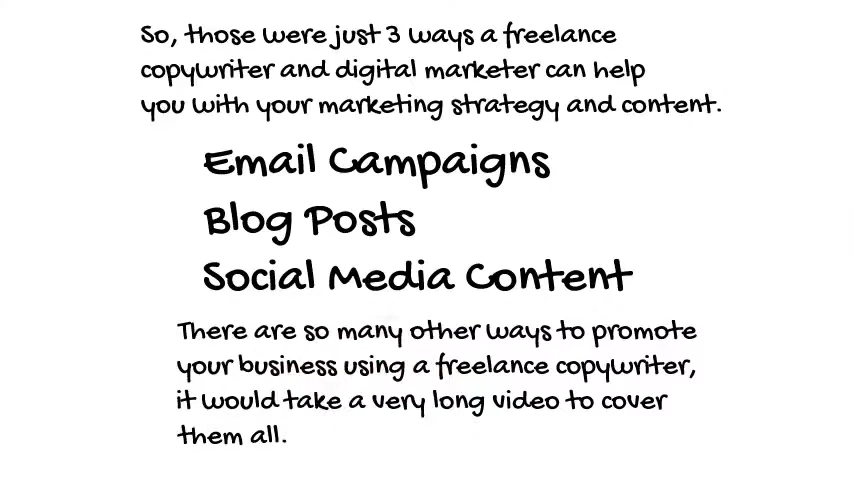 So, those were just 3 ways a freelance
copywriter and digital marketer can help
you with your marketing strategy and content.
Email Campaigns
Blog Posts
Social Media Content
There are so many other ways to promote
your business using a freelance copywriter,
it would take a very long video to cover
them all.